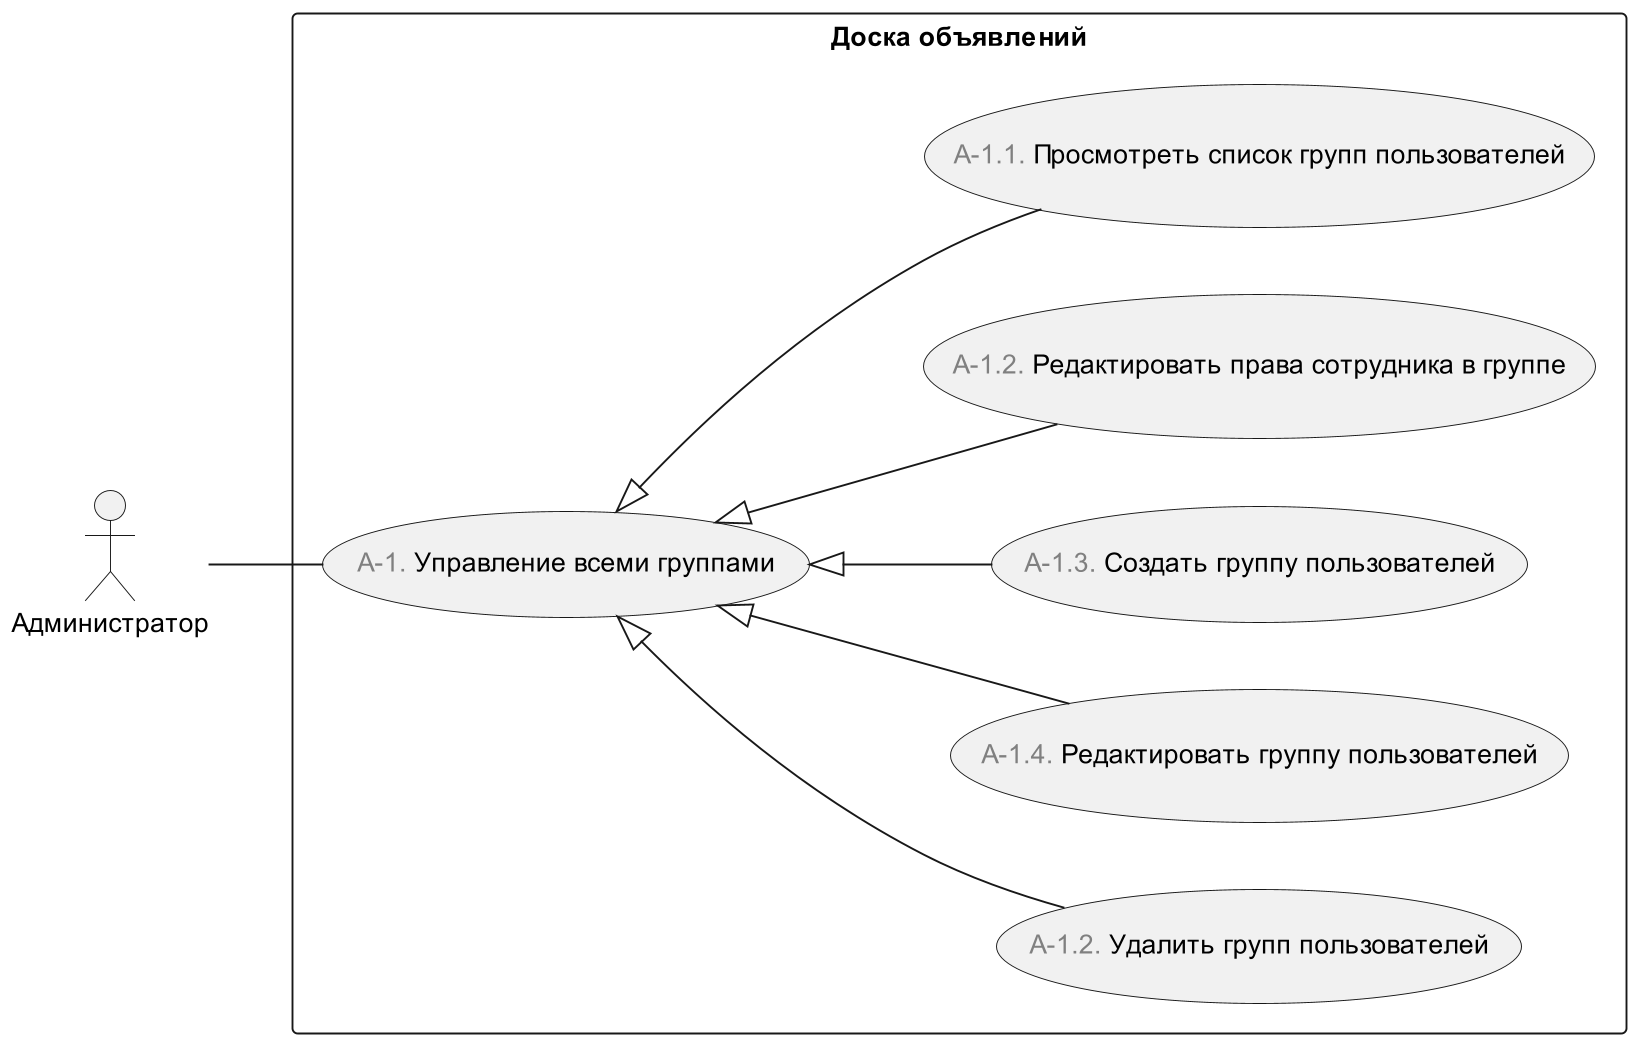 Доска объявлений
А-1.1. Просмотреть список групп пользователей
А-1.2. Редактировать права сотрудника в группе
А-1. Управление всеми группами
А-1.3. Создать группу пользователей
Администратор
А-1.4. Редактировать группу пользователей
А-1.2. Удалить групп пользователей